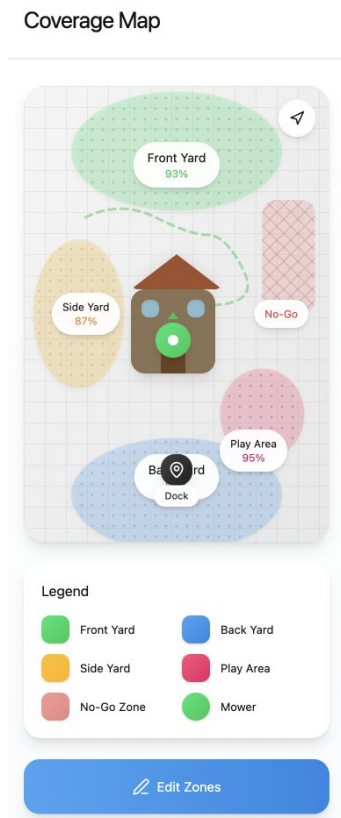 Coverage Map
Front Yard
93%
Side Yard
87%
No-Go
Play Area
95%
Dock
Legend
Front Yard
Back Yard
Side Yard
Play Area
No-Go Zone
Mower
Edit Zones